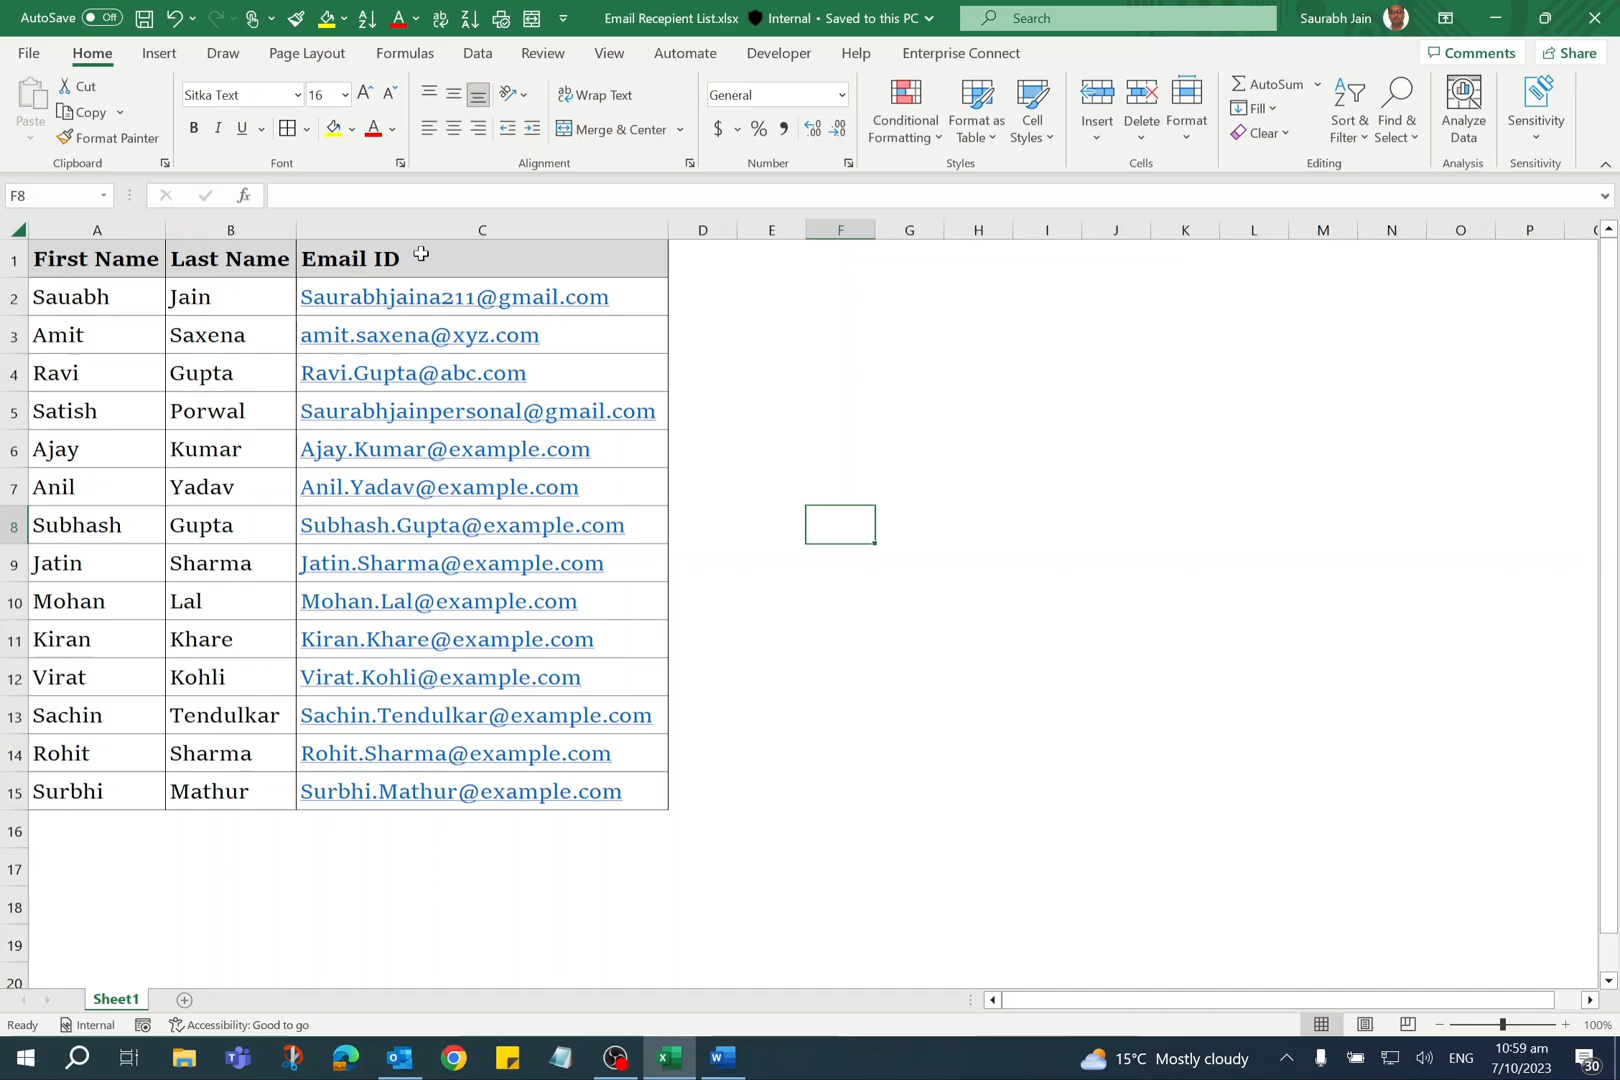 AutoSave Off Email Recepient List.xlsx Internal • Saved to this PC Search Saurabh Jain
File Home Insert Draw Page Layout Formulas Data Review View Automate Developer Help Enterprise Connect Comments Share
Paste Cut Copy Format Painter
Clipboard
Sitka Text 16
B I U
Font
Wrap Text
Merge & Center
Alignment
General
$ %
Number
Conditional Formatting
Format as Table
Cell Styles
Styles
Insert Delete Format
Cells
AutoSum
Fill
Clear
Sort & Filter
Find & Select
Editing
Analyze Data
Analysis
Sensitivity
Sensitivity
F8 fx
A B C D E F G H I J K L M N O P
1 First Name Last Name Email ID
2 Sauabh Jain Saurabhjaina211@gmail.com
3 Amit Saxena amit.saxena@xyz.com
4 Ravi Gupta Ravi.Gupta@abc.com
5 Satish Porwal Saurabhjainpersonal@gmail.com
6 Ajay Kumar Ajay.Kumar@example.com
7 Anil Yadav Anil.Yadav@example.com
8 Subhash Gupta Subhash.Gupta@example.com
9 Jatin Sharma Jatin.Sharma@example.com
10 Mohan Lal Mohan.Lal@example.com
11 Kiran Khare Kiran.Khare@example.com
12 Virat Kohli Virat.Kohli@example.com
13 Sachin Tendulkar Sachin.Tendulkar@example.com
14 Rohit Sharma Rohit.Sharma@example.com
15 Surbhi Mathur Surbhi.Mathur@example.com
16
17
18
19
20
Sheet1
Ready Internal Accessibility: Good to go 100%
15°C Mostly cloudy ENG 10:59 am
7/10/2023 30